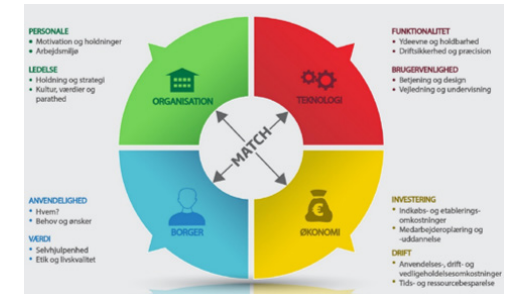 PERSONALE
• Motivation og holdninger
• Arbejdsmiljø
LEDELSE
• Holdning og strategi
• Kultur, værdier og
parathed
ORGANISATION
TEKNOLOGI
FUNKTIONALITET
• Ydeevne og holdbarhed
• Driftsikkerhed og præcision
BRUGERVENLIGHED
• Betjening og design
• Vejledning og undervisning
MATCH
ANVENDELIGHED
• Hvem?
• Behov og ønsker
VÆRDI
• Selvhjulpenhed
• Etik og livskvalitet
BORGER
ØKONOMI
INVESTERING
• Indkøbs- og etablerings-
omkostninger
• Medarbejderoplæring og
-uddannelse
DRIFT
• Anvendelses-, drift- og
vedligeholdelsesomkostninger
• Tids- og ressourcebesparelse